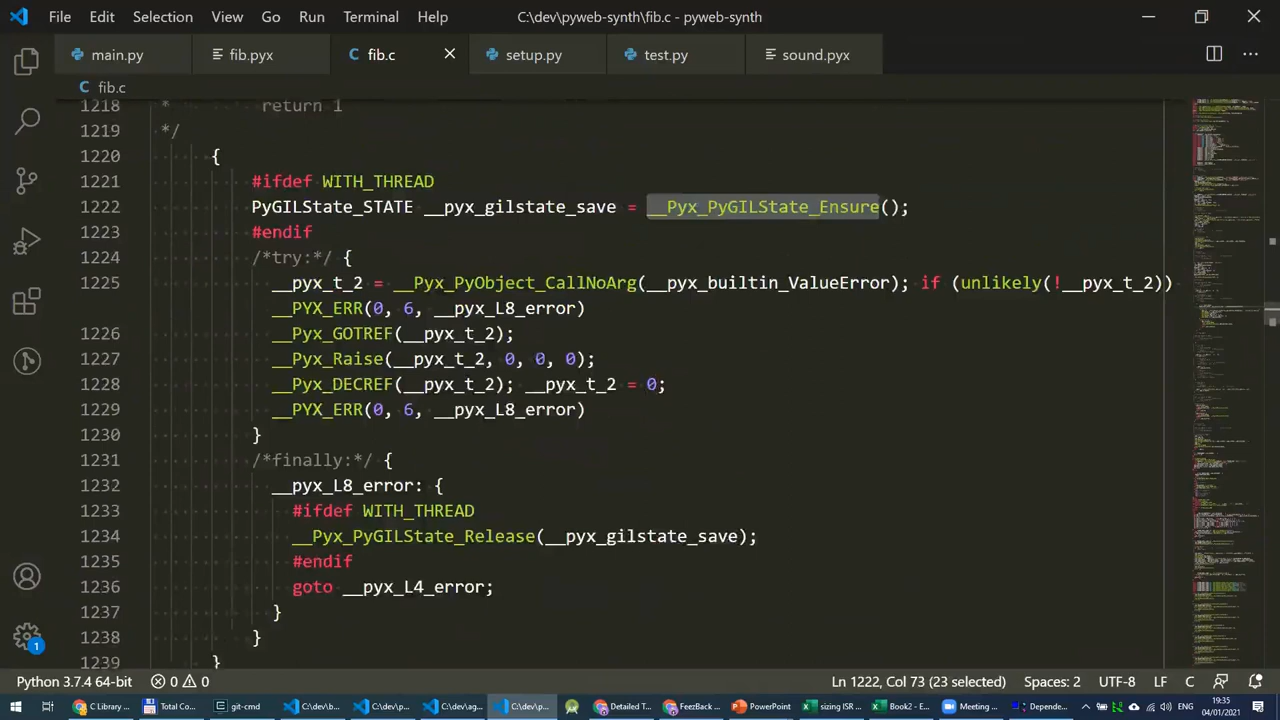 File Edit Selection View Go Run Terminal Help C:\dev\pyweb-synth\fib.c - pyweb-synth
main.py fib.pyx fib.c setup.py test.py sound.pyx
fib.c
1218 * return 1
1219 */
1220 {
1221 #ifdef WITH_THREAD
1222 PyGILState_STATE __pyx_gilstate_save = __Pyx_PyGILState_Ensure();
1223 #endif
1224 /*try:*/ {
1225 __pyx_t_2 = __Pyx_PyObject_CallNoArg(__pyx_builtin_ValueError); if (unlikely(!__pyx_t_2))
__PYX_ERR(0, 6, __pyx_L8_error)
1226 __Pyx_GOTREF(__pyx_t_2);
1227 __Pyx_Raise(__pyx_t_2, 0, 0, 0);
1228 __Pyx_DECREF(__pyx_t_2); __pyx_t_2 = 0;
1229 __PYX_ERR(0, 6, __pyx_L8_error)
1230 }
1231 /*finally:*/ {
1232 __pyx_L8_error: {
1233 #ifdef WITH_THREAD
1234 __Pyx_PyGILState_Release(__pyx_gilstate_save);
1235 #endif
1236 goto __pyx_L4_error;
1237 }
1238 }
1239 }
1
Python 3.7.4 64-bit 0 0 Ln 1222, Col 73 (23 selected) Spaces: 2 UTF-8 LF C
C Library ... Total Co... git-cmd C:\dev\b... C:\dev\b... C:\dev\ag... C:\dev\p... Detailed T... FeezBack ... PowerPoint sizing ISR ... Book2 - E... Meeting ... Depende... 19:35
04/01/2021